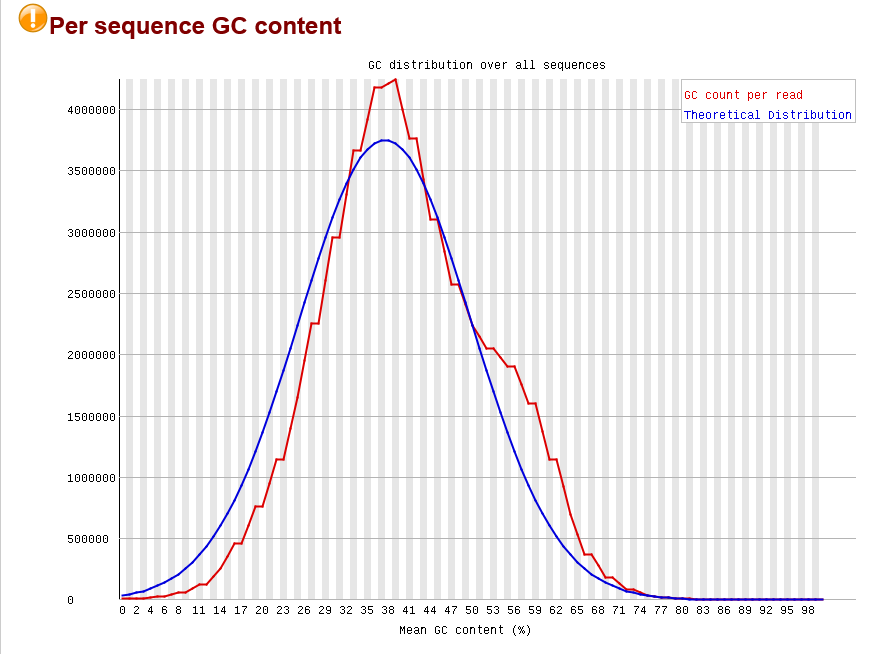 Per sequence GC content
GC distribution over all sequences
GC count per read
Theoretical Distribution
4000000
3500000
3000000
2500000
2000000
1500000
1000000
500000
0
0 2 4 6 8 11 14 17 20 23 26 29 32 35 38 41 44 47 50 53 56 59 62 65 68 71 74 77 80 83 86 89 92 95 98
Mean GC content (%)